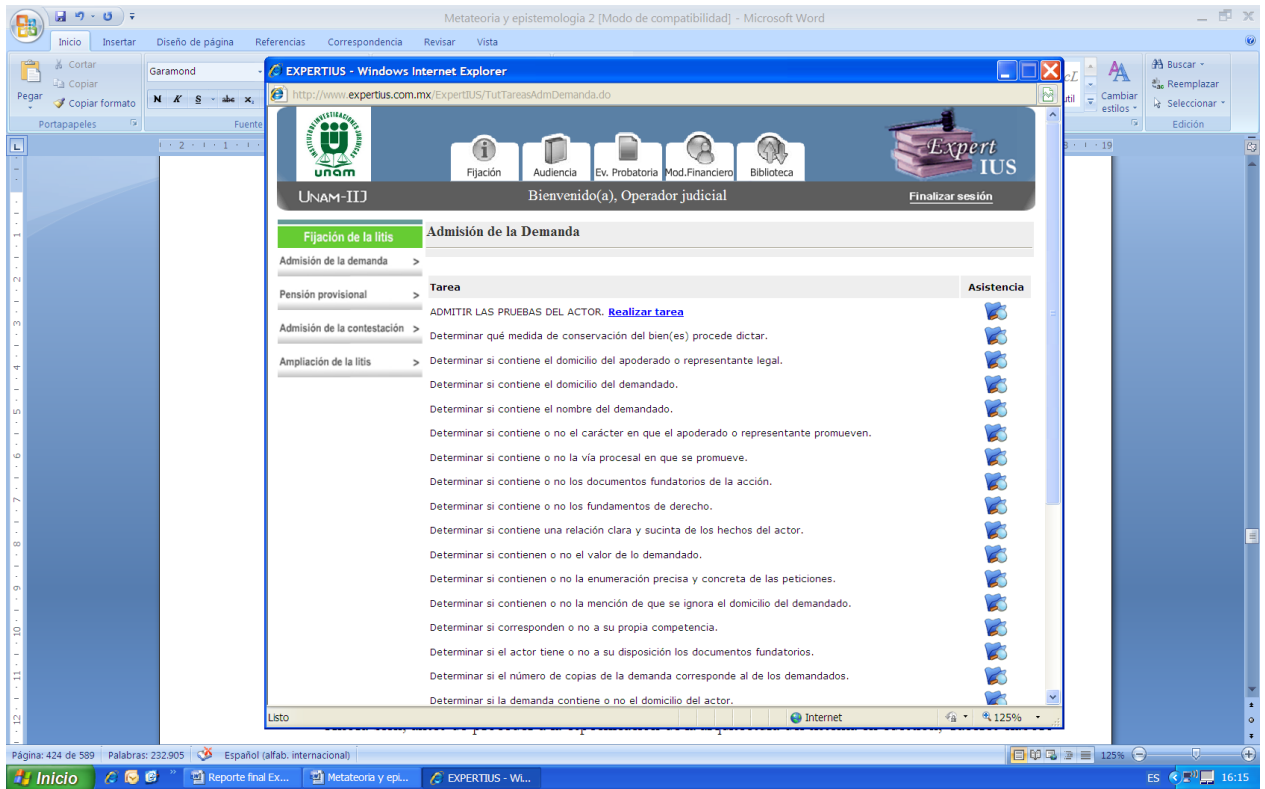 Metateoria y epistemologia 2 [Modo de compatibilidad] - Microsoft Word
Inicio Insertar Diseño de página Referencias Correspondencia Revisar Vista
Cortar
Copiar
Copiar formato
Pegar
Portapapeles
Garamond
N K S abe x,
Fuente
Buscar
Reemplazar
Seleccionar
Cambiar estilos
Edición
EXPERTIUS - Windows Internet Explorer
http://www.expertius.com.mx/ExpertIUS/TutTareasAdmDemanda.do
unam
Fijación Audiencia Ev. Probatoria Mod.Financiero Biblioteca
Expert
IUS
UNAM-IIJ Bienvenido(a), Operador judicial Finalizar sesión
Fijación de la litis
Admisión de la demanda >
Pensión provisional >
Admisión de la contestación >
Ampliación de la litis >
Admisión de la Demanda
Tarea Asistencia
ADMITIR LAS PRUEBAS DEL ACTOR. Realizar tarea
Determinar qué medida de conservación del bien(es) procede dictar.
Determinar si contiene el domicilio del apoderado o representante legal.
Determinar si contiene el domicilio del demandado.
Determinar si contiene el nombre del demandado.
Determinar si contiene o no el carácter en que el apoderado o representante promueven.
Determinar si contiene o no la vía procesal en que se promueve.
Determinar si contiene o no los documentos fundatorios de la acción.
Determinar si contiene o no los fundamentos de derecho.
Determinar si contiene una relación clara y sucinta de los hechos del actor.
Determinar si contienen o no el valor de lo demandado.
Determinar si contienen o no la enumeración precisa y concreta de las peticiones.
Determinar si contienen o no la mención de que se ignora el domicilio del demandado.
Determinar si corresponden o no a su propia competencia.
Determinar si el actor tiene o no a su disposición los documentos fundatorios.
Determinar si el número de copias de la demanda corresponde al de los demandados.
Determinar si la demanda contiene o no el domicilio del actor.
Listo Internet 125%
Página: 424 de 589 Palabras: 232.905 Español (alfab. internacional) 125%
Inicio Reporte final Ex... Metateoria y epi... EXPERTIUS - Wi... ES 16:15